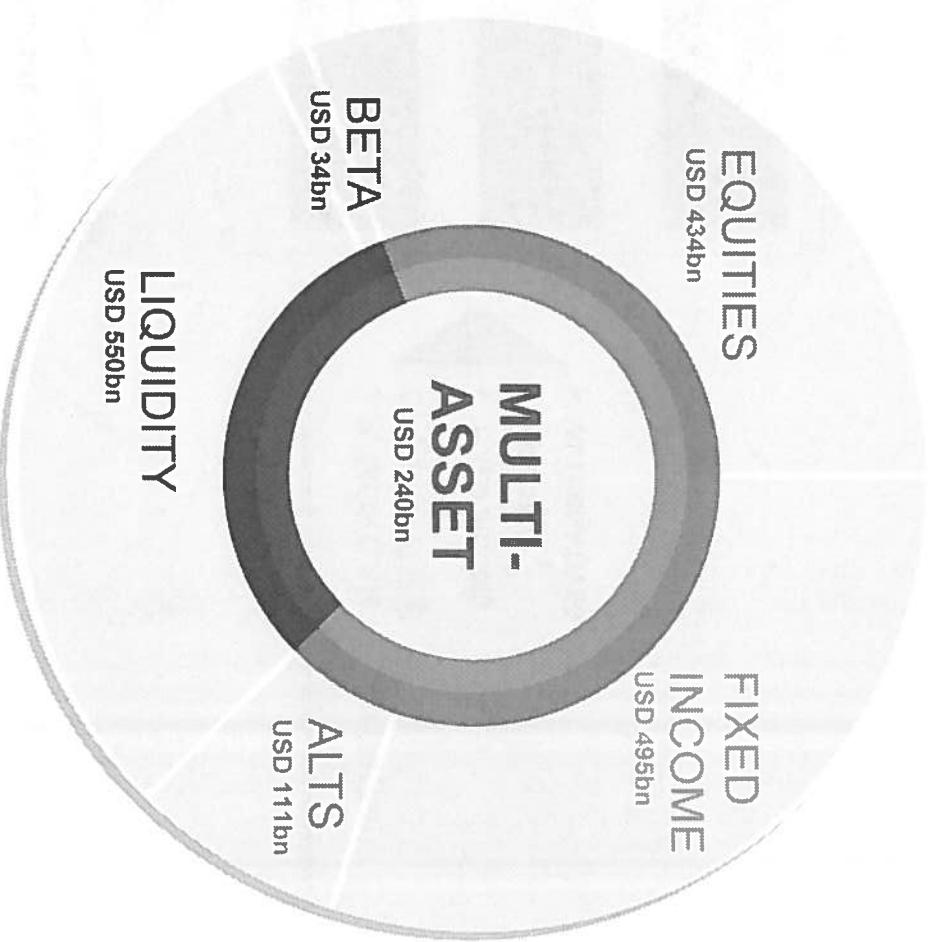 EQUITIES
USD 434bn
FIXED
INCOME
USD 495bn
BETA
USD 34bn
MULTI-
ASSET
USD 240bn
ALTS
USD 111bn
LIQUIDITY
USD 550bn